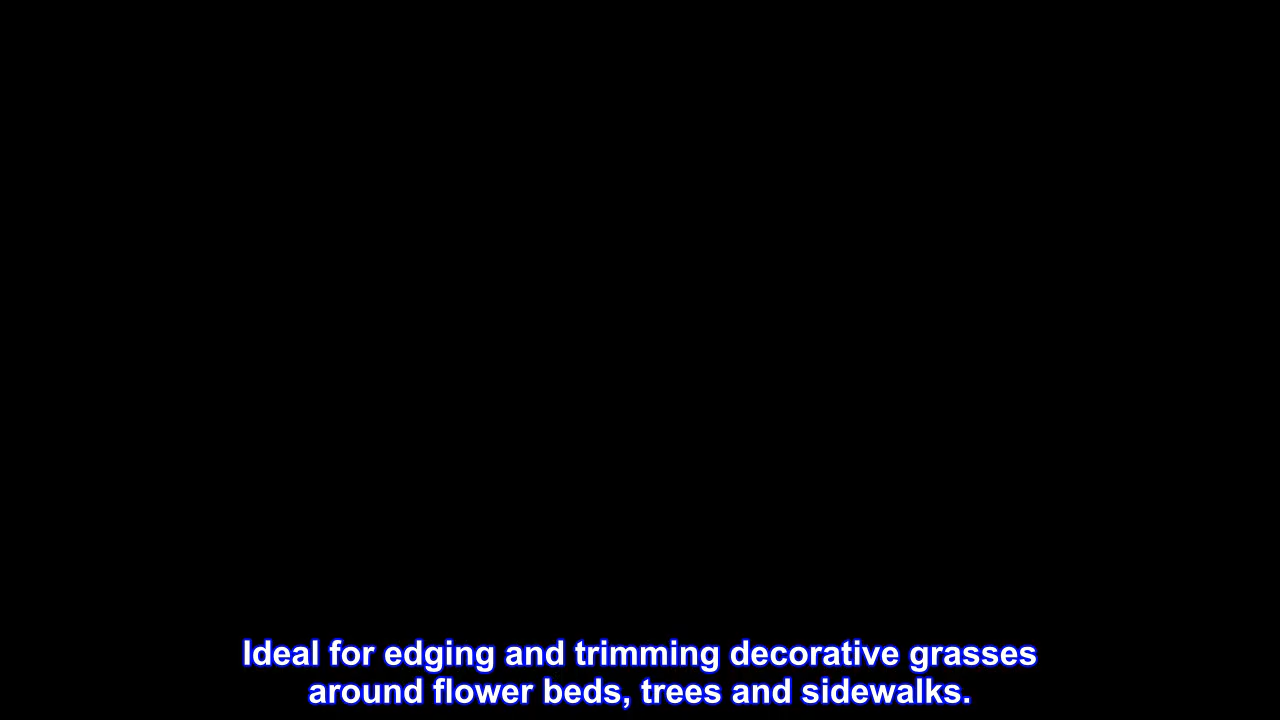 Ideal for edging and trimming decorative grasses
around flower beds, trees and sidewalks.